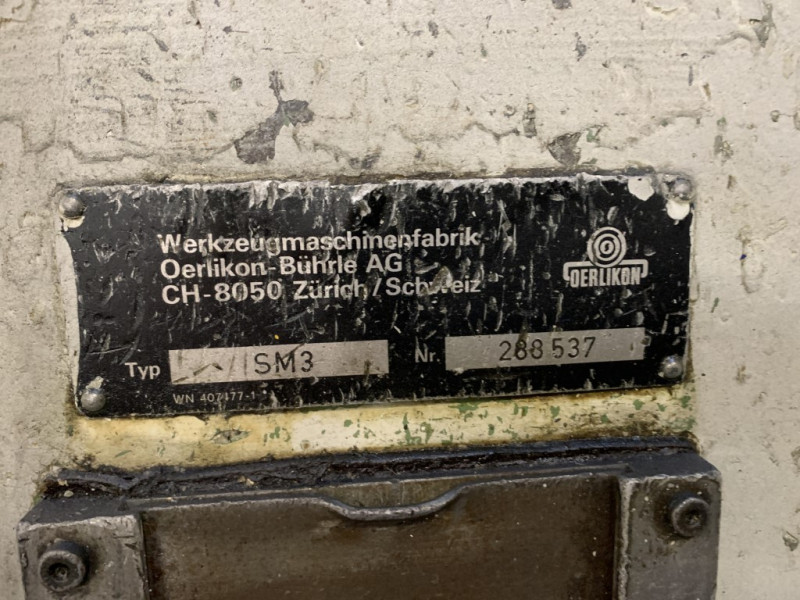 Werkzeugmaschinenfabrik
Oerlikon-Bührle AG
CH-8050 Zürich/Schweiz
OERLIKON
Typ SM3 Nr. 288 537
WN 407177-1